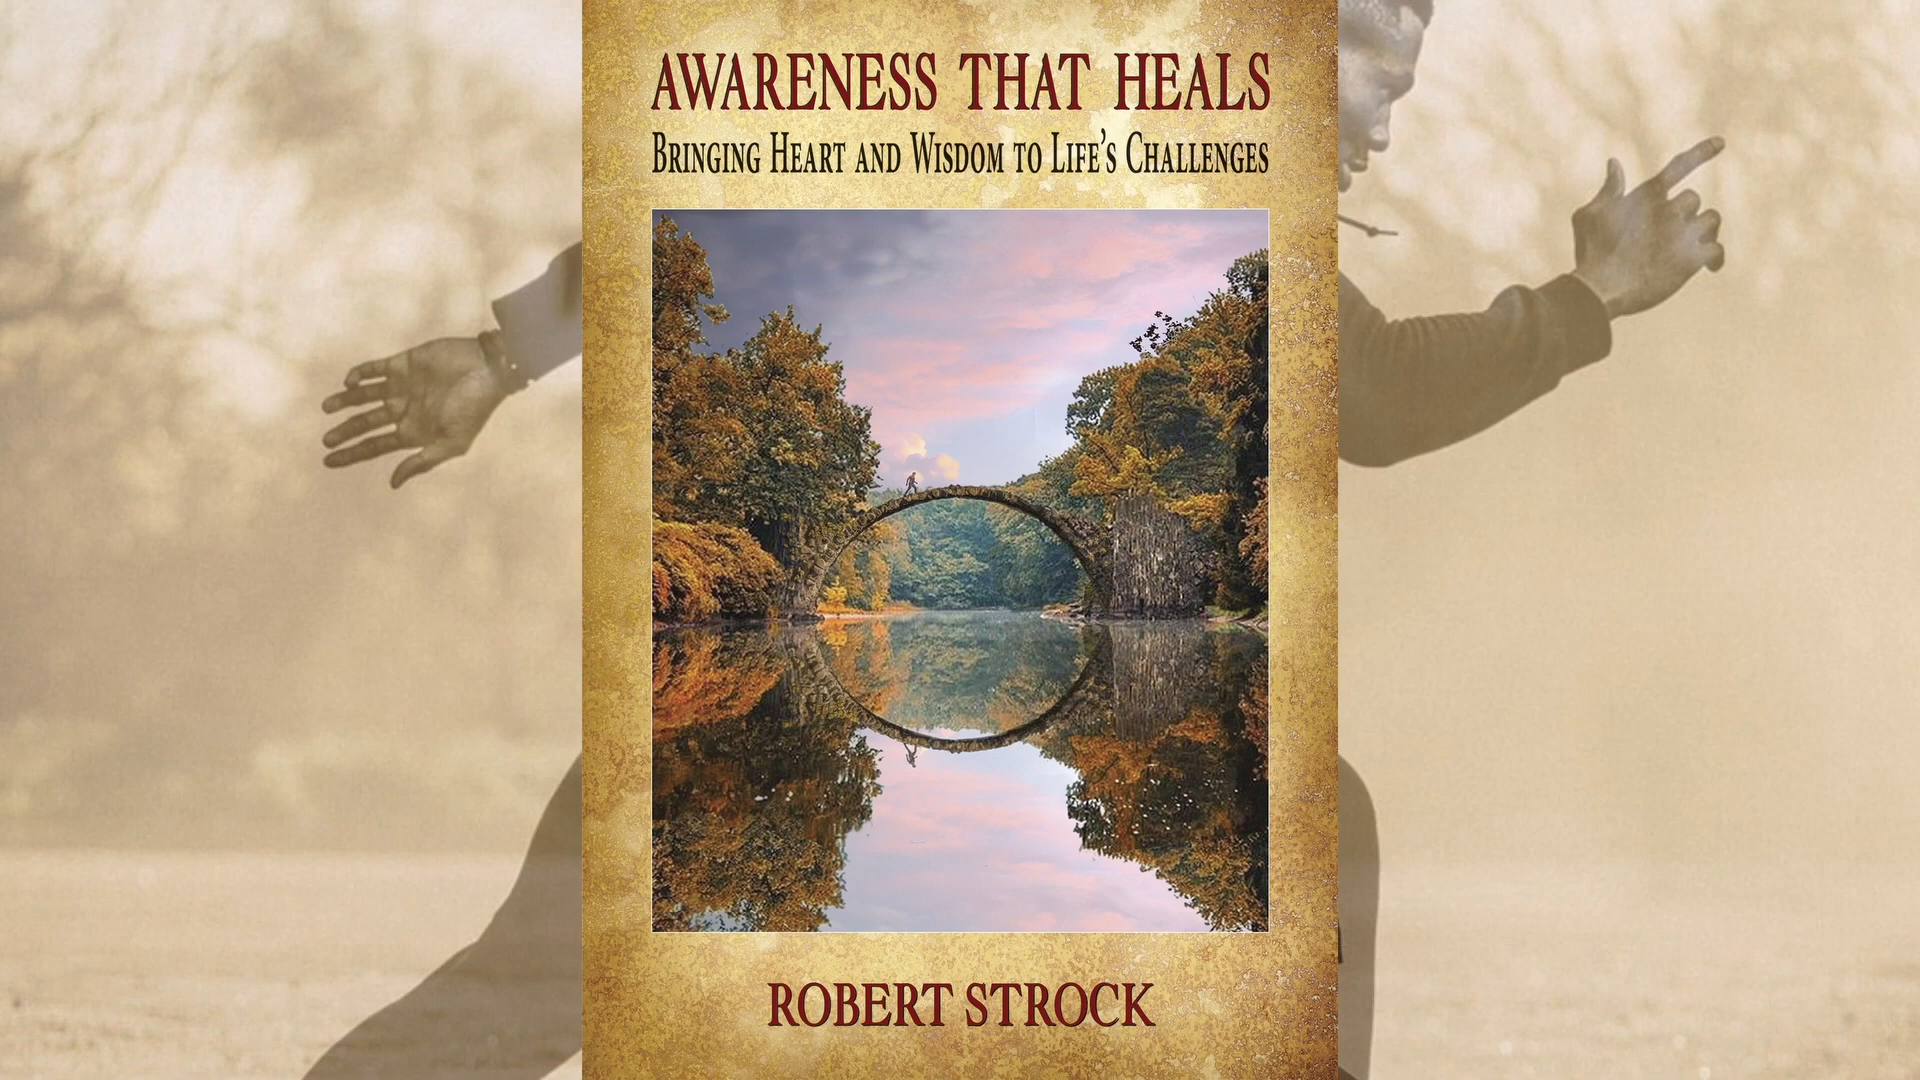 AWARENESS THAT HEALS
BRINGING HEART AND WISDOM TO LIFE'S CHALLENGES
ROBERT STROCK